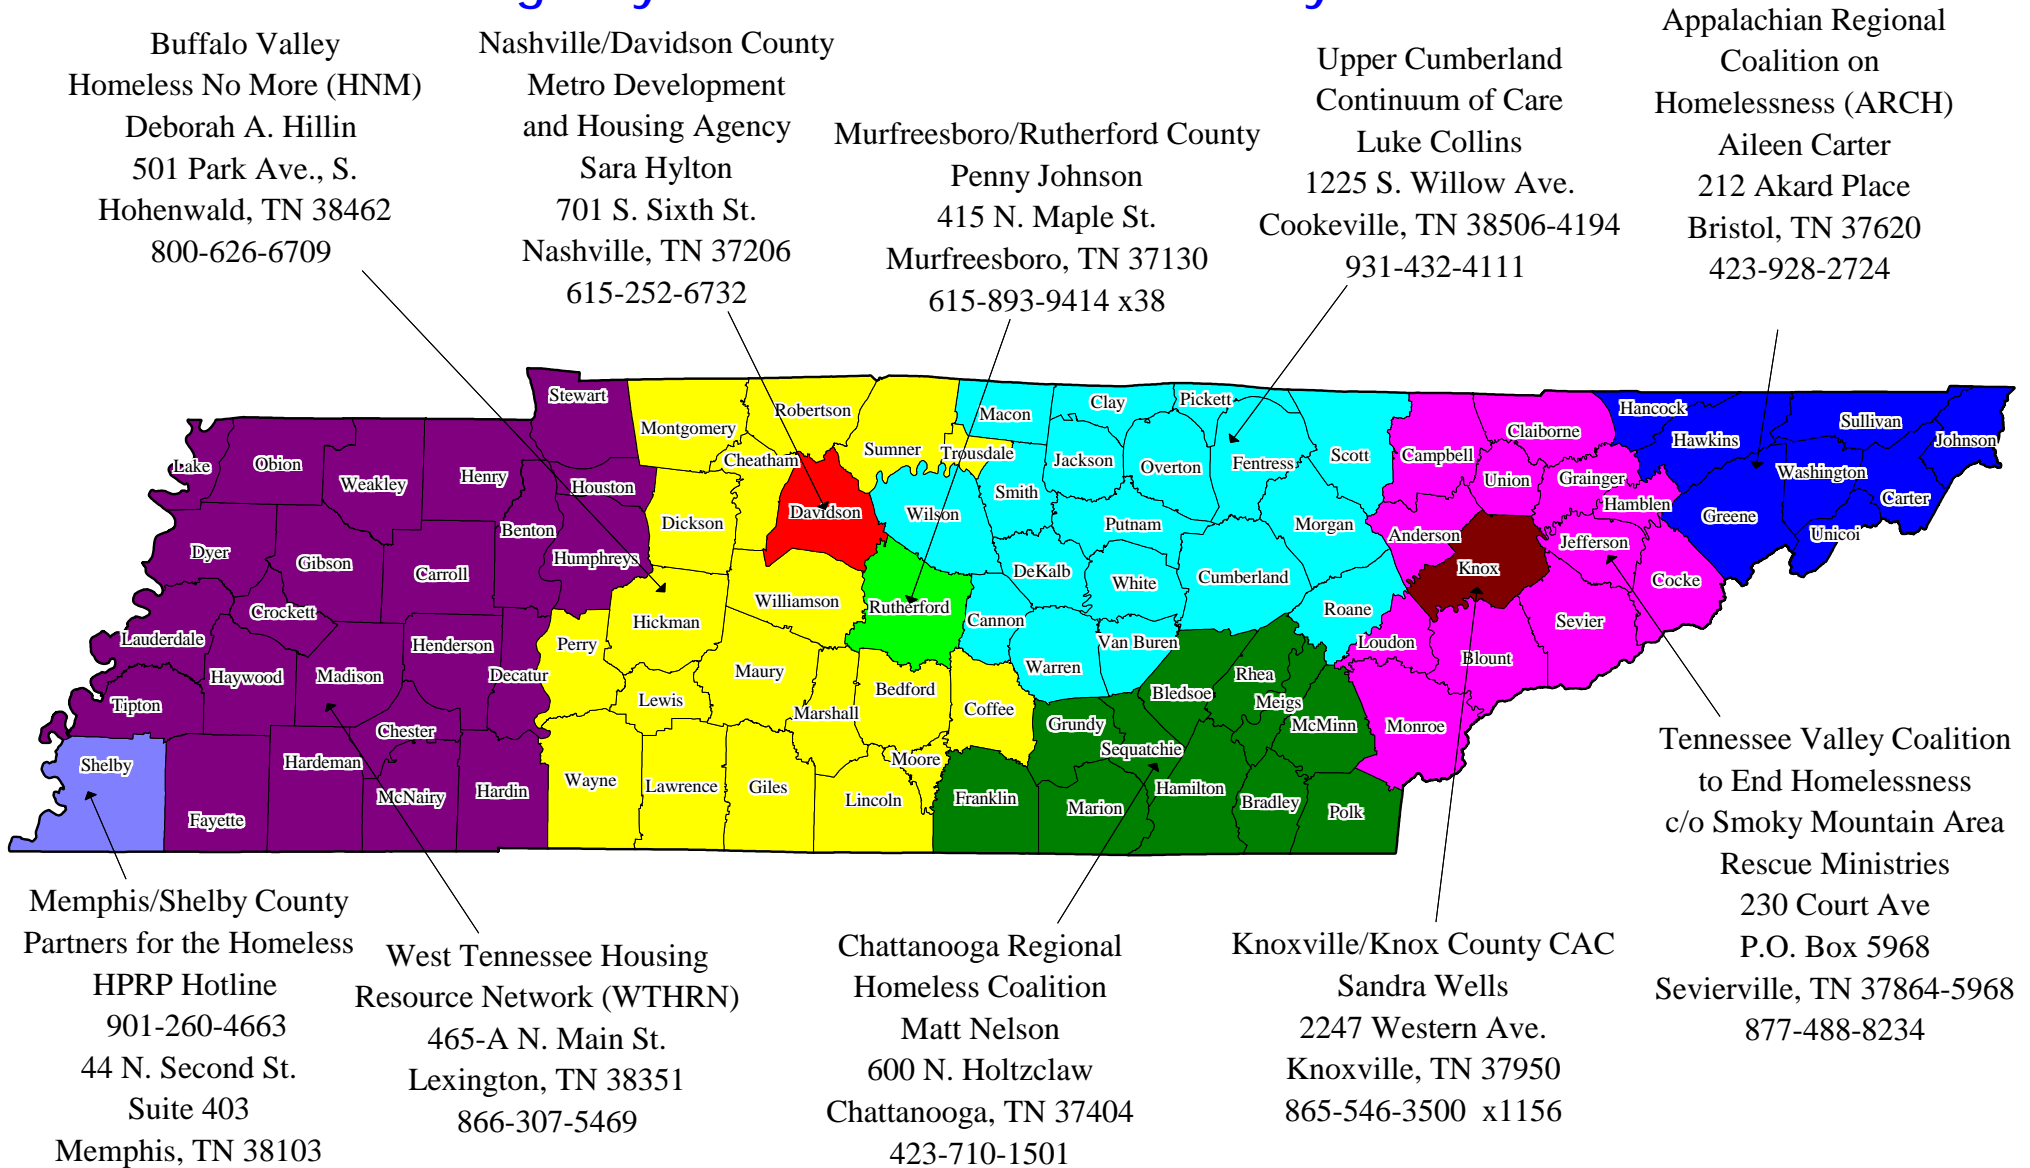 Buffalo Valley
Homeless No More (HNM)
Deborah A. Hillin
501 Park Ave., S.
Hohenwald, TN 38462
800-626-6709
Nashville/Davidson County
Metro Development
and Housing Agency
Sara Hylton
701 S. Sixth St.
Nashville, TN 37206
615-252-6732
Murfreesboro/Rutherford County
Penny Johnson
415 N. Maple St.
Murfreesboro, TN 37130
615-893-9414 x38
Upper Cumberland
Continuum of Care
Luke Collins
1225 S. Willow Ave.
Cookeville, TN 38506-4194
931-432-4111
Appalachian Regional
Coalition on
Homelessness (ARCH)
Aileen Carter
212 Akard Place
Bristol, TN 37620
423-928-2724
Stewart
Lake
Obion
Weakley
Henry
Houston
Benton
Humphreys
Dyer
Gibson
Carroll
Crockett
Lauderdale
Haywood
Madison
Henderson
Decatur
Tipton
Chester
Shelby
Fayette
Hardeman
McNairy
Hardin
Montgomery
Robertson
Sumner
Trousdale
Cheatham
Dickson
Davidson
Williamson
Rutherford
Hickman
Perry
Lewis
Maury
Marshall
Bedford
Coffee
Moore
Wayne
Lawrence
Giles
Lincoln
Macon
Clay
Pickett
Scott
Jackson
Overton
Fentress
Smith
Wilson
Putnam
Morgan
DeKalb
White
Cumberland
Roane
Cannon
Warren
Van Buren
Bledsoe
Rhea
Meigs
McMinn
Grundy
Sequatchie
Hamilton
Franklin
Marion
Bradley
Polk
Campbell
Claiborne
Union
Grainger
Hamblen
Anderson
Knox
Jefferson
Cocke
Sevier
Loudon
Blount
Monroe
Hancock
Hawkins
Sullivan
Johnson
Washington
Carter
Greene
Unicoi
Memphis/Shelby County
Partners for the Homeless
HPRP Hotline
901-260-4663
44 N. Second St.
Suite 403
Memphis, TN 38103
West Tennessee Housing
Resource Network (WTHRN)
465-A N. Main St.
Lexington, TN 38351
866-307-5469
Chattanooga Regional
Homeless Coalition
Matt Nelson
600 N. Holtzclaw
Chattanooga, TN 37404
423-710-1501
Knoxville/Knox County CAC
Sandra Wells
2247 Western Ave.
Knoxville, TN 37950
865-546-3500 x1156
Tennessee Valley Coalition
to End Homelessness
c/o Smoky Mountain Area
Rescue Ministries
230 Court Ave
P.O. Box 5968
Sevierville, TN 37864-5968
877-488-8234